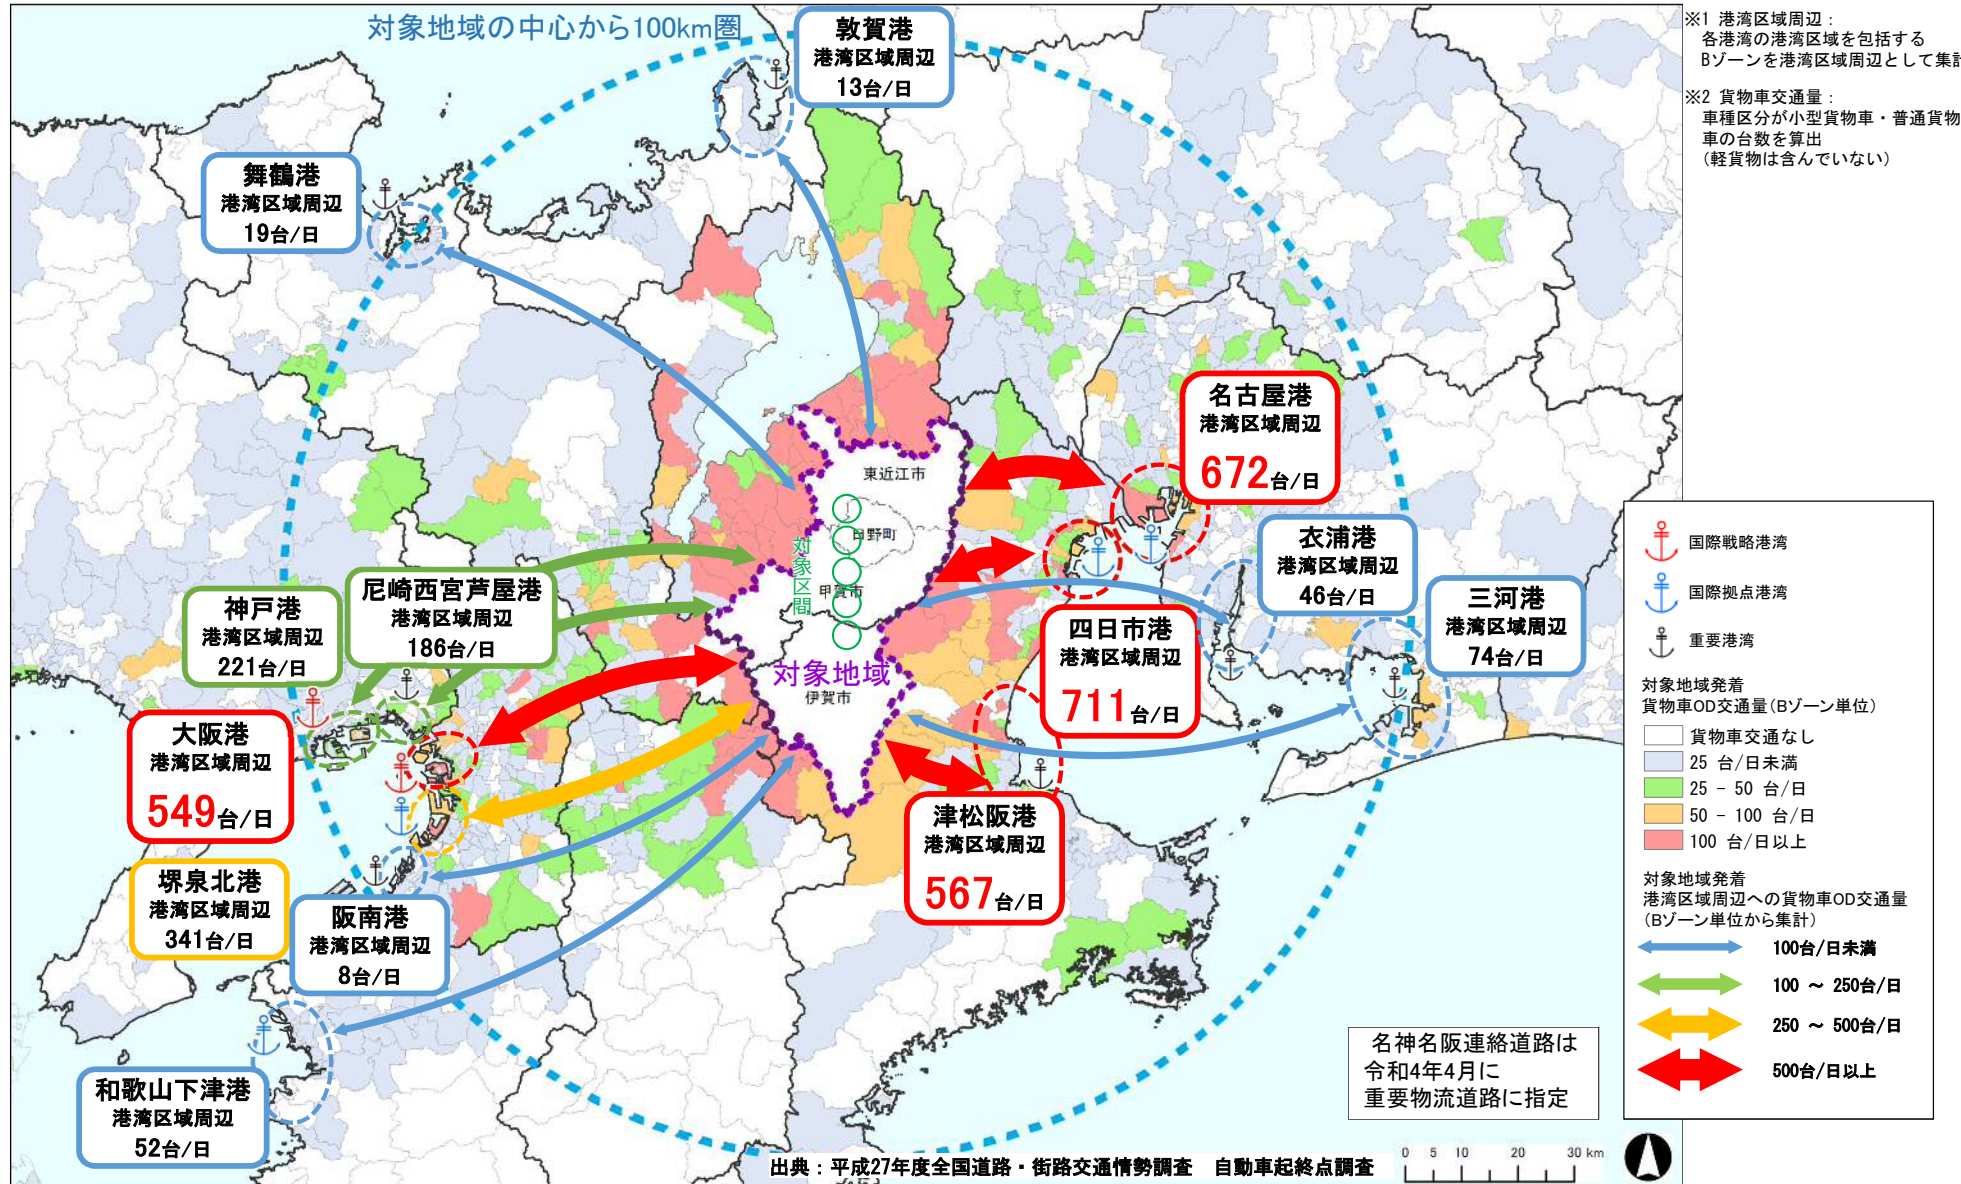 対象地域の中心から100km圏
敦賀港
港湾区域周辺
13台/日
※1 港湾区域周辺：
各港湾の港湾区域を包括する
Bゾーンを港湾区域周辺として集計
※2 貨物車交通量：
車種区分が小型貨物車・普通貨物
車の台数を算出
（軽貨物は含んでいない）
舞鶴港
港湾区域周辺
19台/日
名古屋港
港湾区域周辺
672台/日
東近江市
日野町
甲賀市
対象区間
対象地域
伊賀市
衣浦港
港湾区域周辺
46台/日
三河港
港湾区域周辺
74台/日
尼崎西宮芦屋港
港湾区域周辺
186台/日
神戸港
港湾区域周辺
221台/日
四日市港
港湾区域周辺
711台/日
大阪港
港湾区域周辺
549台/日
津松阪港
港湾区域周辺
567台/日
堺泉北港
港湾区域周辺
341台/日
阪南港
港湾区域周辺
8台/日
和歌山下津港
港湾区域周辺
52台/日
国際戦略港湾
国際拠点港湾
重要港湾
対象地域発着
貨物車OD交通量（Bゾーン単位）
貨物車交通なし
25 台/日未満
25 － 50 台/日
50 － 100 台/日
100 台/日以上
対象地域発着
港湾区域周辺への貨物車OD交通量
（Bゾーン単位から集計）
100台/日未満
100 ～ 250台/日
250 ～ 500台/日
500台/日以上
名神名阪連絡道路は
令和4年4月に
重要物流道路に指定
出典：平成27年度全国道路・街路交通情勢調査　自動車起終点調査
0 5 10 20 30 km